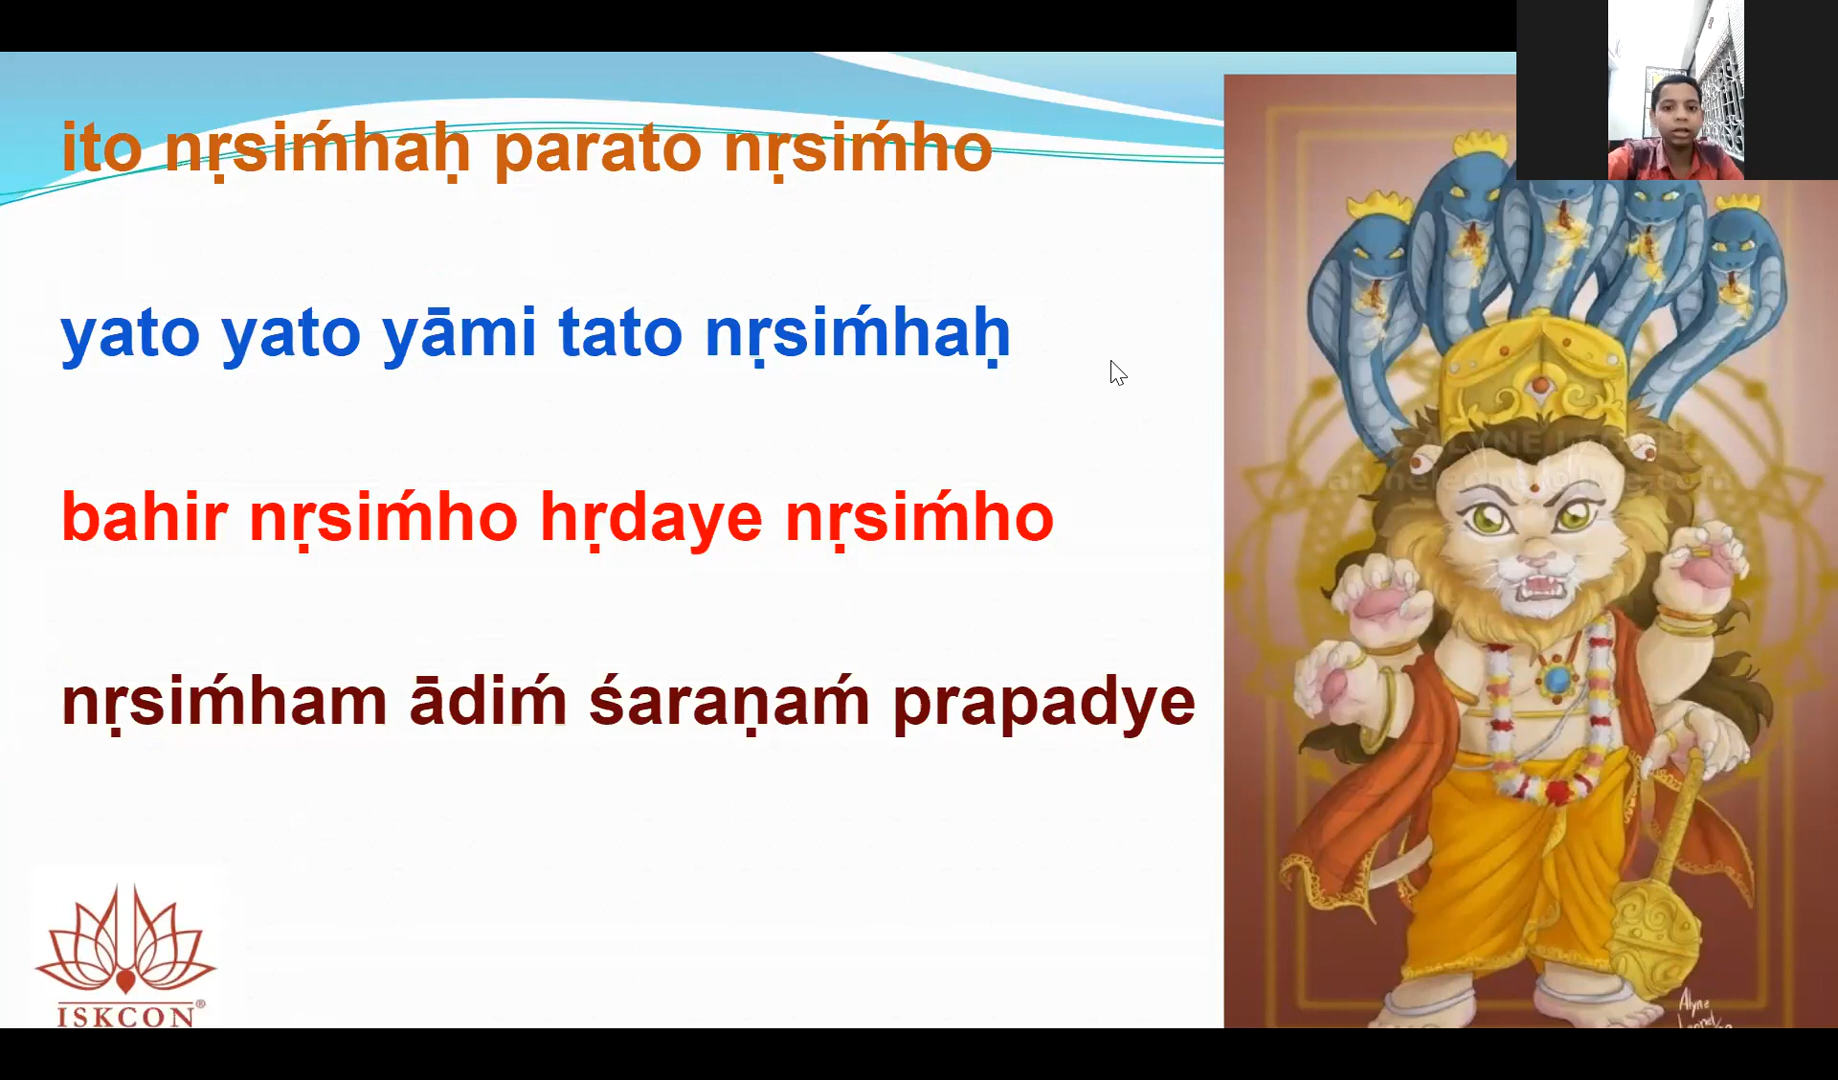 ito nṛsiḿhaḥ parato nṛsiḿho
yato yato yāmi tato nṛsiḿhaḥ
bahir nṛsiḿho hṛdaye nṛsiḿho
nṛsiḿham ādiḿ śaraṇaḿ prapadye
ISKCON®